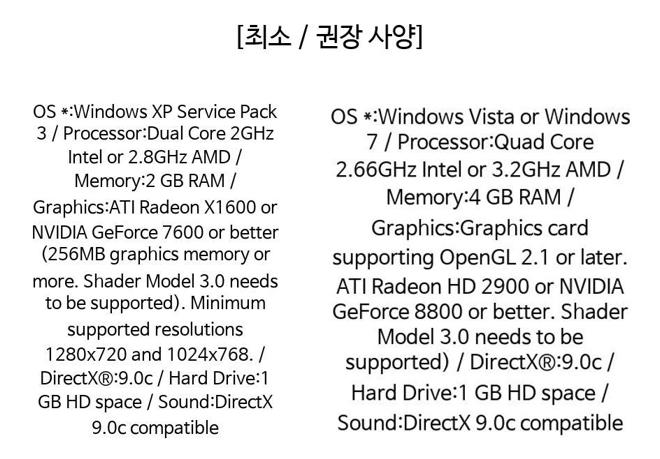 [최소 / 권장 사양]
OS *:Windows XP Service Pack
3 / Processor:Dual Core 2GHz
Intel or 2.8GHz AMD /
Memory:2 GB RAM /
Graphics:ATI Radeon X1600 or
NVIDIA GeForce 7600 or better
(256MB graphics memory or
more. Shader Model 3.0 needs
to be supported). Minimum
supported resolutions
1280x720 and 1024x768. /
DirectX®:9.0c / Hard Drive:1
GB HD space / Sound:DirectX
9.0c compatible
OS *:Windows Vista or Windows
7 / Processor:Quad Core
2.66GHz Intel or 3.2GHz AMD /
Memory:4 GB RAM /
Graphics:Graphics card
supporting OpenGL 2.1 or later.
ATI Radeon HD 2900 or NVIDIA
GeForce 8800 or better. Shader
Model 3.0 needs to be
supported) / DirectX®:9.0c /
Hard Drive:1 GB HD space /
Sound:DirectX 9.0c compatible